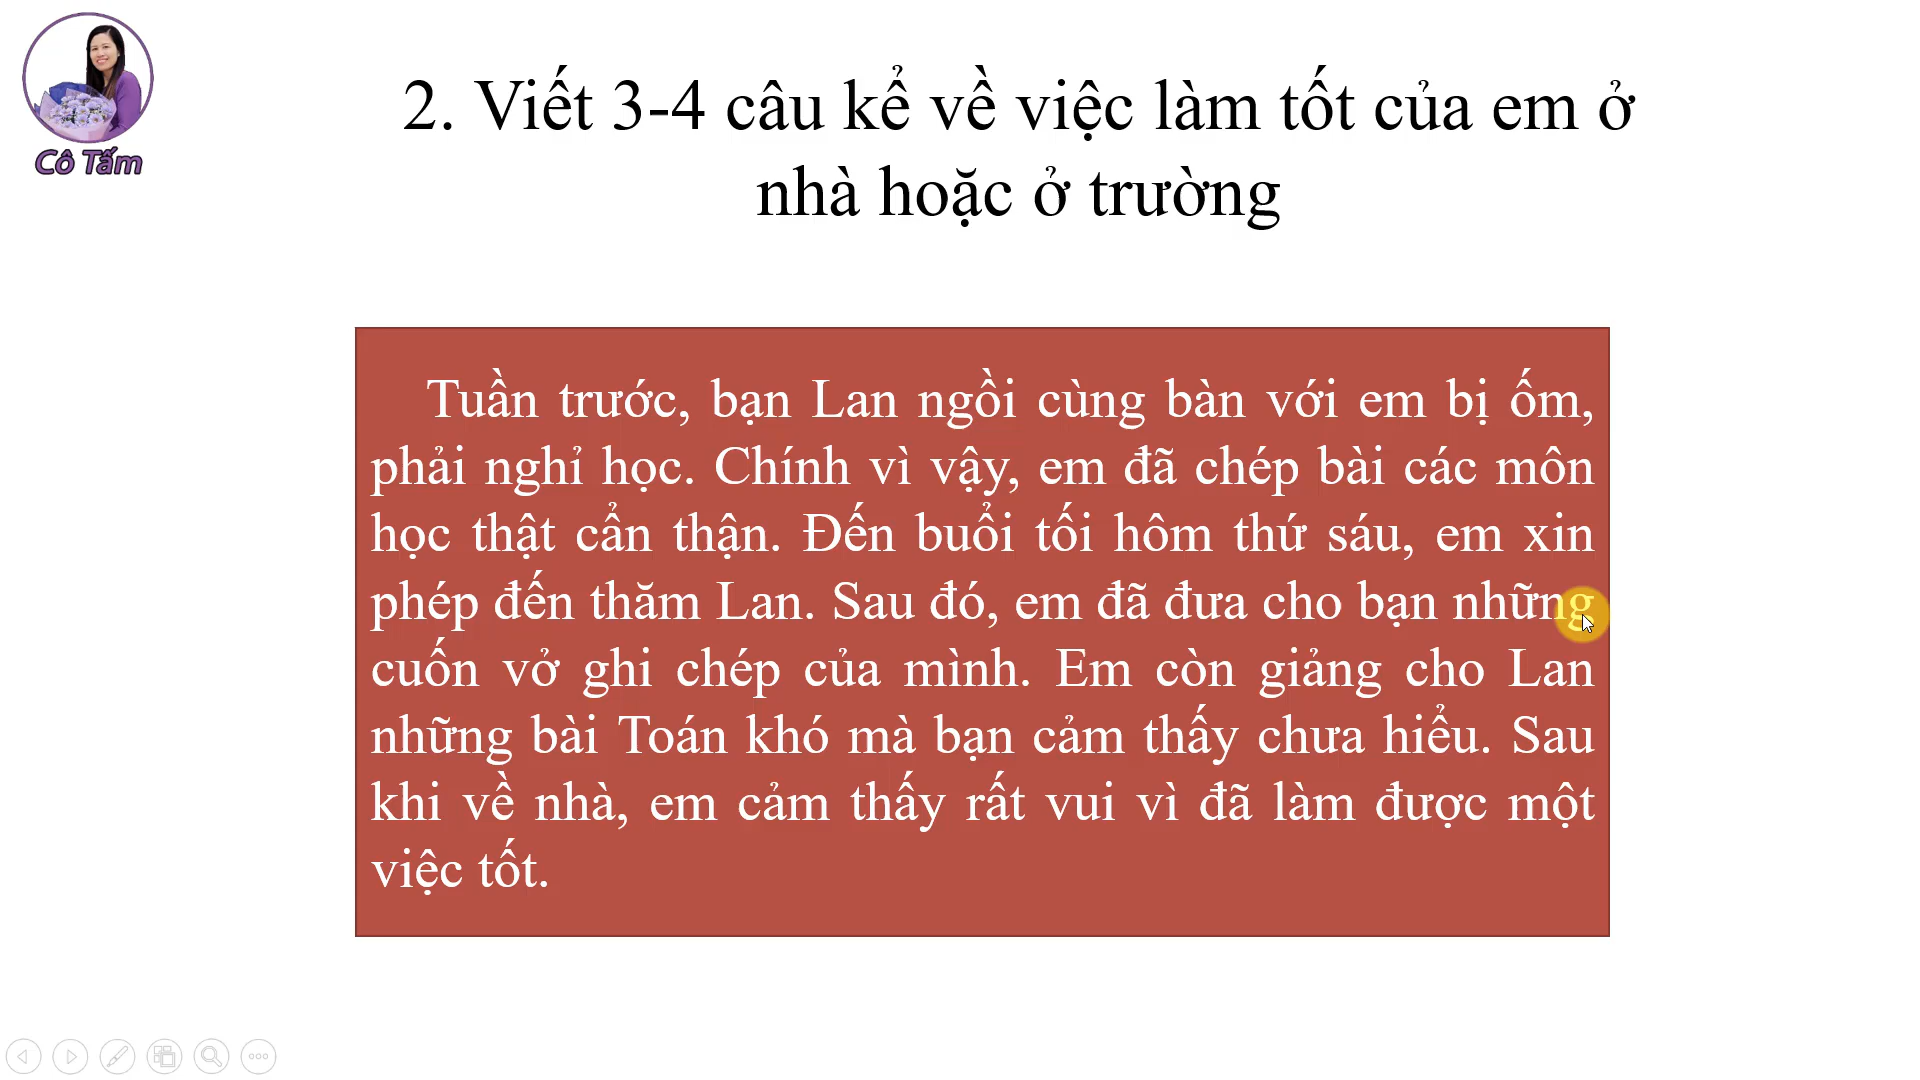 Cô Tấm
2. Viết 3-4 câu kể về việc làm tốt của em ở
nhà hoặc ở trường
Tuần trước, bạn Lan ngồi cùng bàn với em bị ốm,
phải nghỉ học. Chính vì vậy, em đã chép bài các môn
học thật cẩn thận. Đến buổi tối hôm thứ sáu, em xin
phép đến thăm Lan. Sau đó, em đã đưa cho bạn những
cuốn vở ghi chép của mình. Em còn giảng cho Lan
những bài Toán khó mà bạn cảm thấy chưa hiểu. Sau
khi về nhà, em cảm thấy rất vui vì đã làm được một
việc tốt.